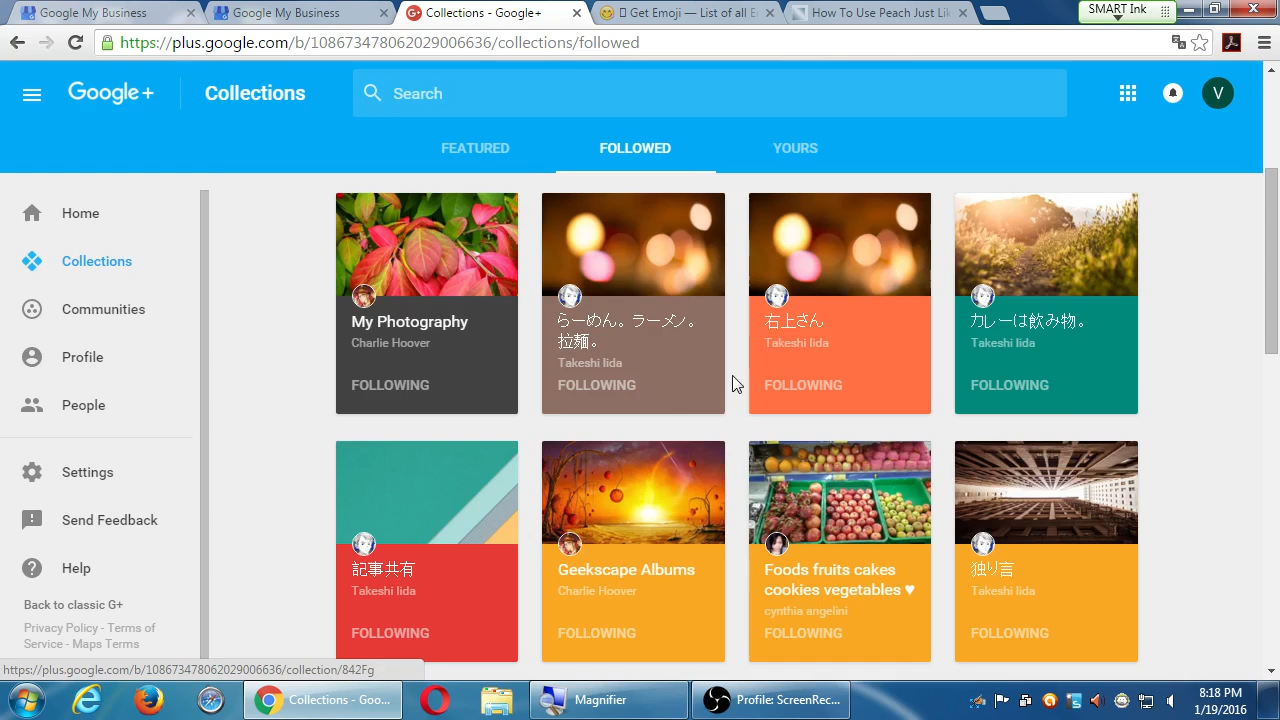 Google My Business
Google My Business
Collections - Google+
Get Emoji — List of all E
How To Use Peach Just Lik
SMART Ink
https://plus.google.com/b/108673478062029006636/collections/followed
Google+
Collections
Search
V
FEATURED
FOLLOWED
YOURS
Home
Collections
Communities
Profile
People
Settings
Send Feedback
Help
Back to classic G+
Privacy Policy - Terms of
Service - Maps Terms
My Photography
Charlie Hoover
FOLLOWING
らーめん。ラーメン。
拉麺。
Takeshi Iida
FOLLOWING
右上さん
Takeshi Iida
FOLLOWING
カレーは飲み物。
Takeshi Iida
FOLLOWING
記事共有
Takeshi Iida
FOLLOWING
Geekscape Albums
Charlie Hoover
FOLLOWING
Foods fruits cakes
cookies vegetables ♥
cynthia angelini
FOLLOWING
独り言
Takeshi Iida
FOLLOWING
https://plus.google.com/b/108673478062029006636/collection/842Fg
Collections - Goo...
Magnifier
Profile: ScreenRec...
8:18 PM
1/19/2016